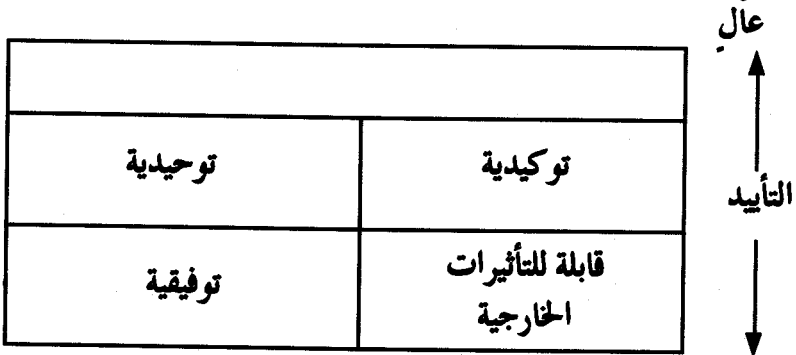 عالٍ
توكيدية
توحيدية
التأييد
قابلة للتأثيرات
الخارجية
توفيقية